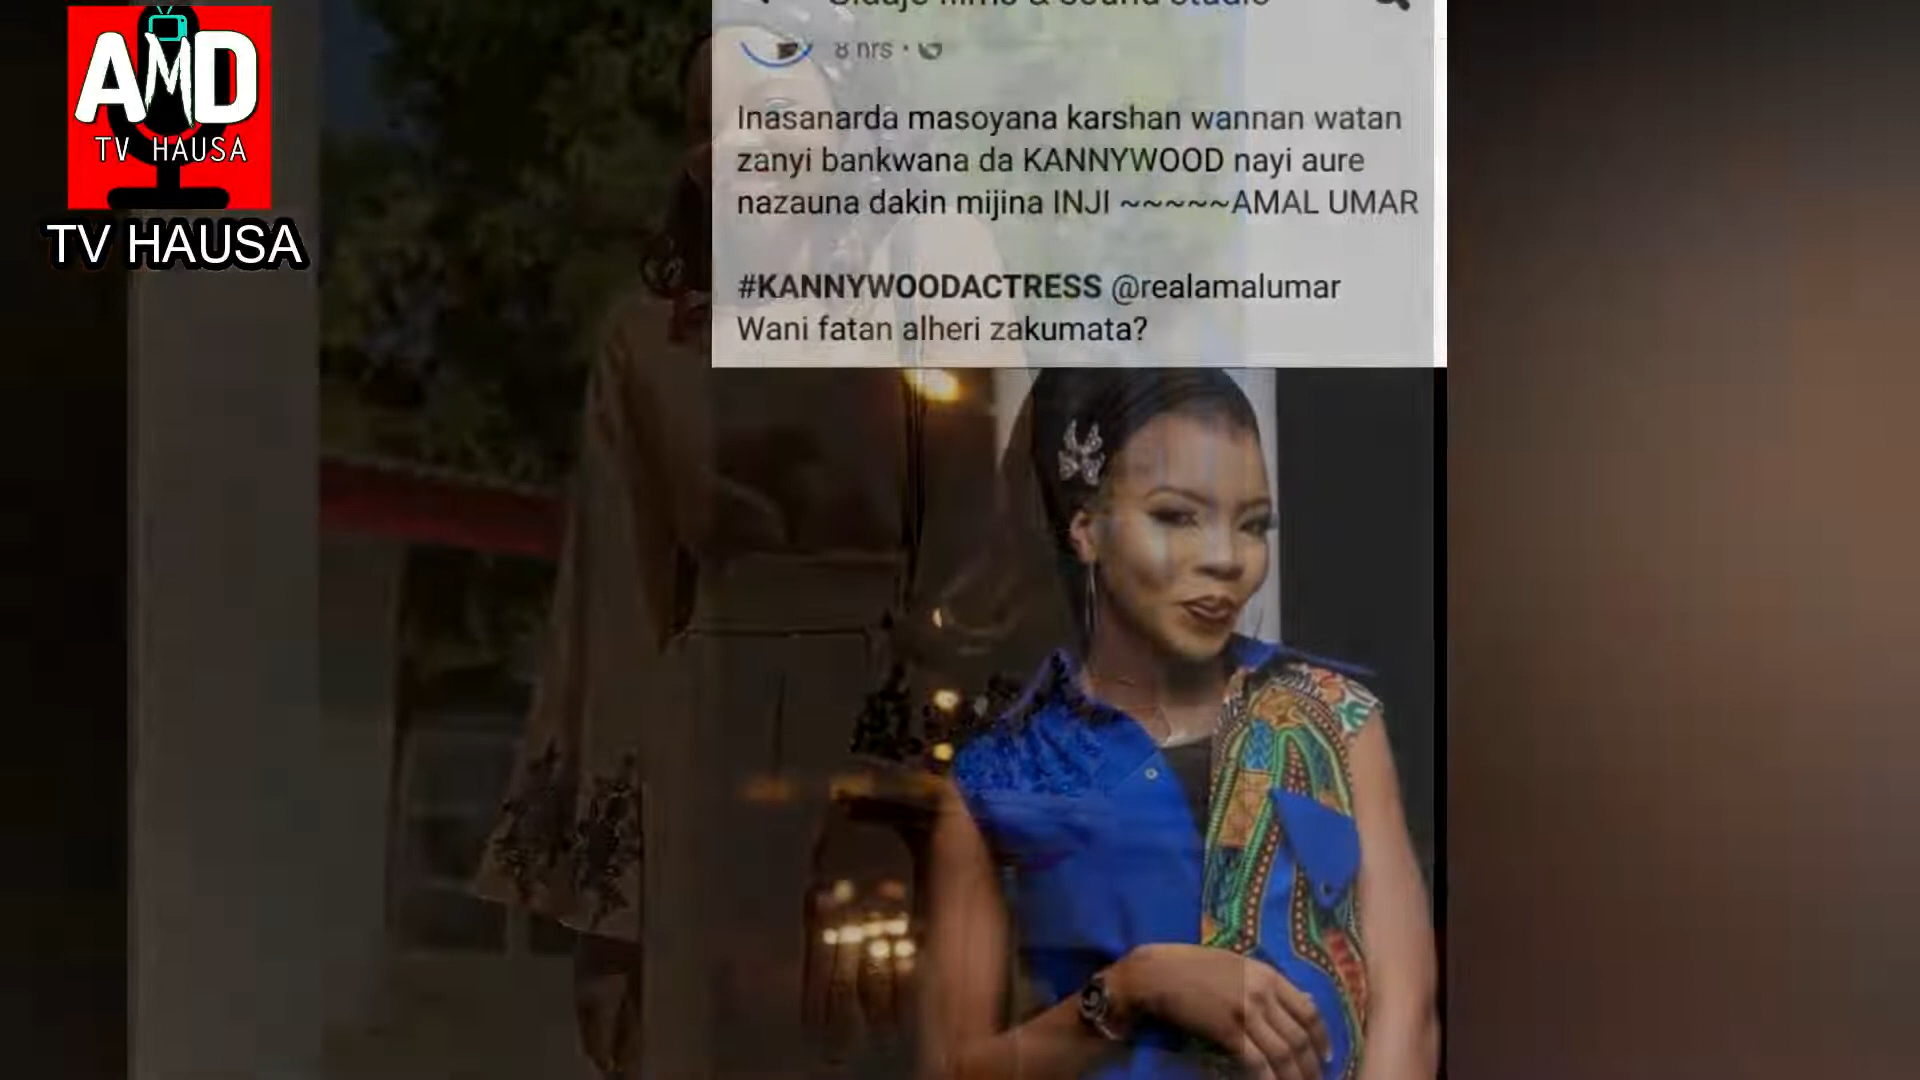 AMD
TV HAUSA
TV HAUSA
8 hrs
Inasanarda masoyana karshan wannan watan
zanyi bankwana da KANNYWOOD nayi aure
nazauna dakin mijina INJI ~~~~~AMAL UMAR
#KANNYWOODACTRESS @realamalumar
Wani fatan alheri zakumata?